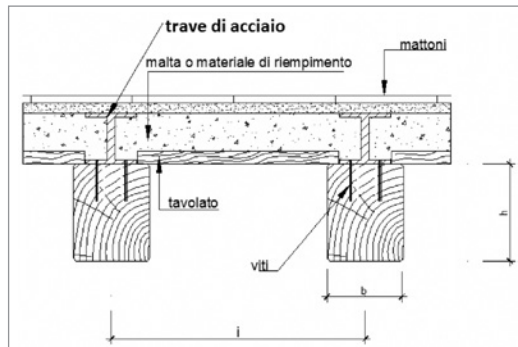 trave di acciaio
mattoni
malta o materiale di riempimento
tavolato
viti
h
b
i